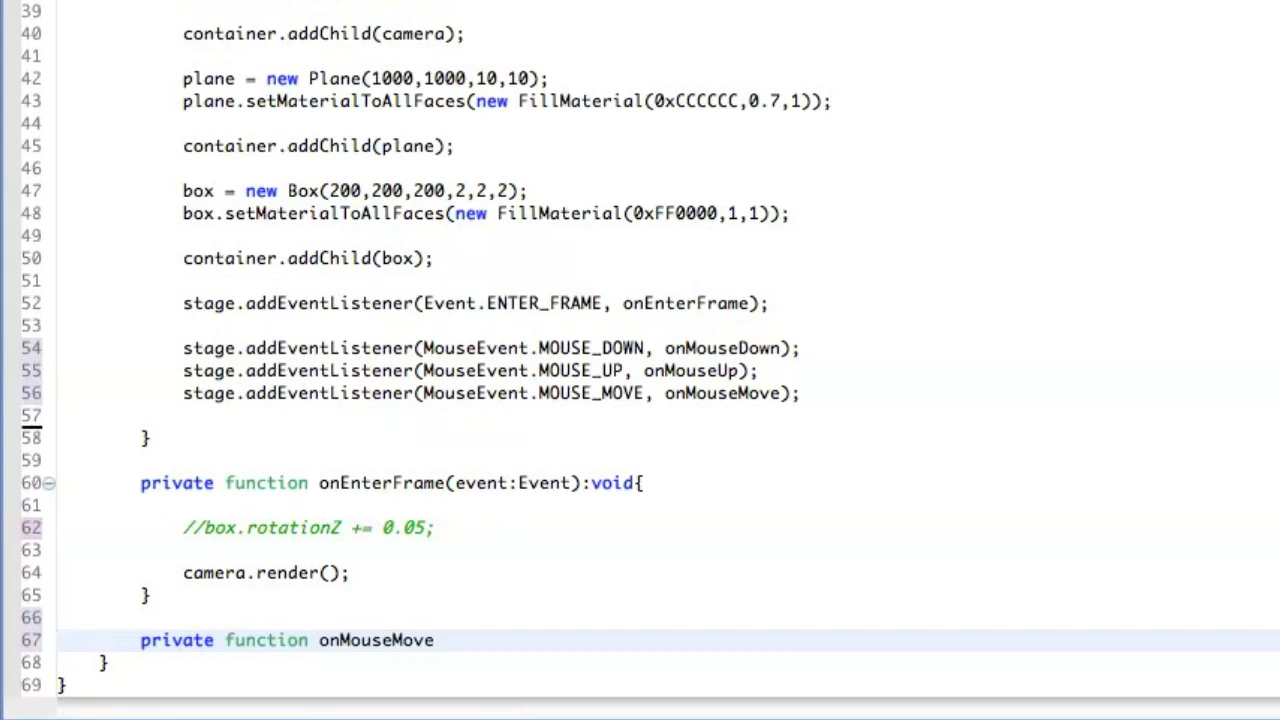 39
40 container.addChild(camera);
41
42 plane = new Plane(1000,1000,10,10);
43 plane.setMaterialToAllFaces(new FillMaterial(0xCCCCCC,0.7,1));
44
45 container.addChild(plane);
46
47 box = new Box(200,200,200,2,2,2);
48 box.setMaterialToAllFaces(new FillMaterial(0xFF0000,1,1));
49
50 container.addChild(box);
51
52 stage.addEventListener(Event.ENTER_FRAME, onEnterFrame);
53
54 stage.addEventListener(MouseEvent.MOUSE_DOWN, onMouseDown);
55 stage.addEventListener(MouseEvent.MOUSE_UP, onMouseUp);
56 stage.addEventListener(MouseEvent.MOUSE_MOVE, onMouseMove);
57
58 }
59
60 private function onEnterFrame(event:Event):void{
61
62 //box.rotationZ += 0.05;
63
64 camera.render();
65 }
66
67 private function onMouseMove
68 }
69 }